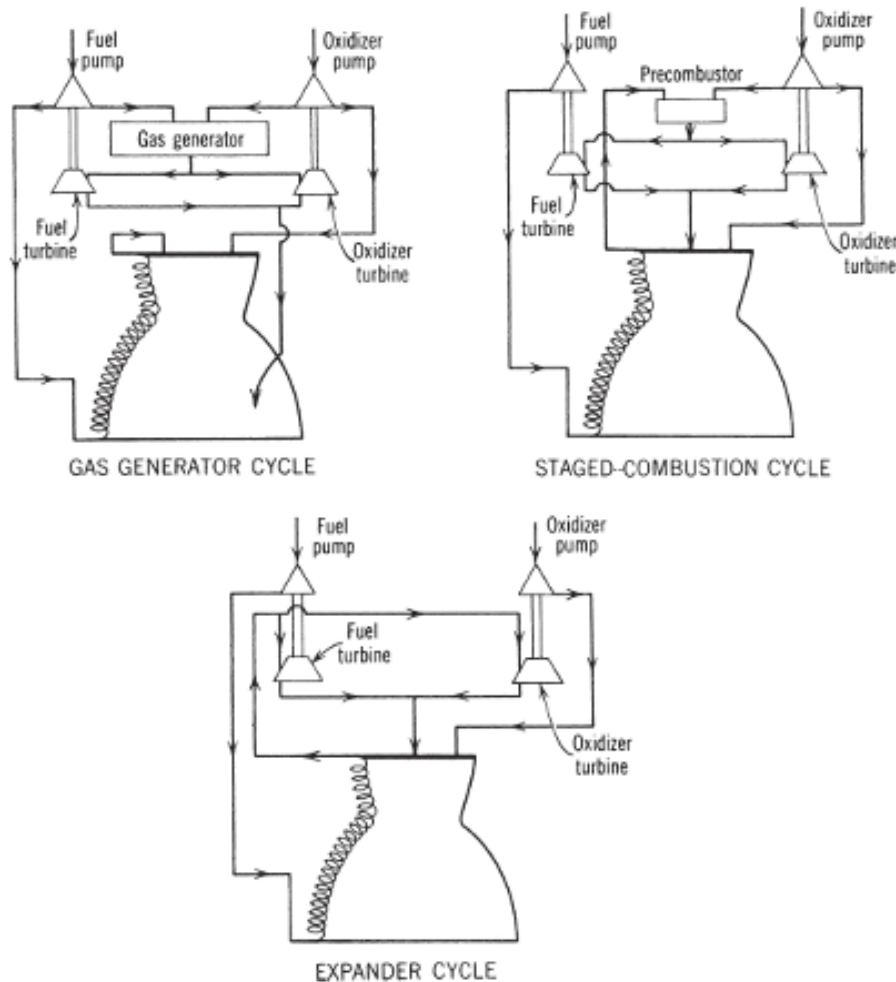 Fuel
pump
Oxidizer
pump
Gas generator
Fuel
turbine
Oxidizer
turbine
GAS GENERATOR CYCLE
Fuel
pump
Oxidizer
pump
Precombustor
Fuel
turbine
Oxidizer
turbine
STAGED-COMBUSTION CYCLE
Fuel
pump
Oxidizer
pump
Fuel
turbine
Oxidizer
turbine
EXPANDER CYCLE